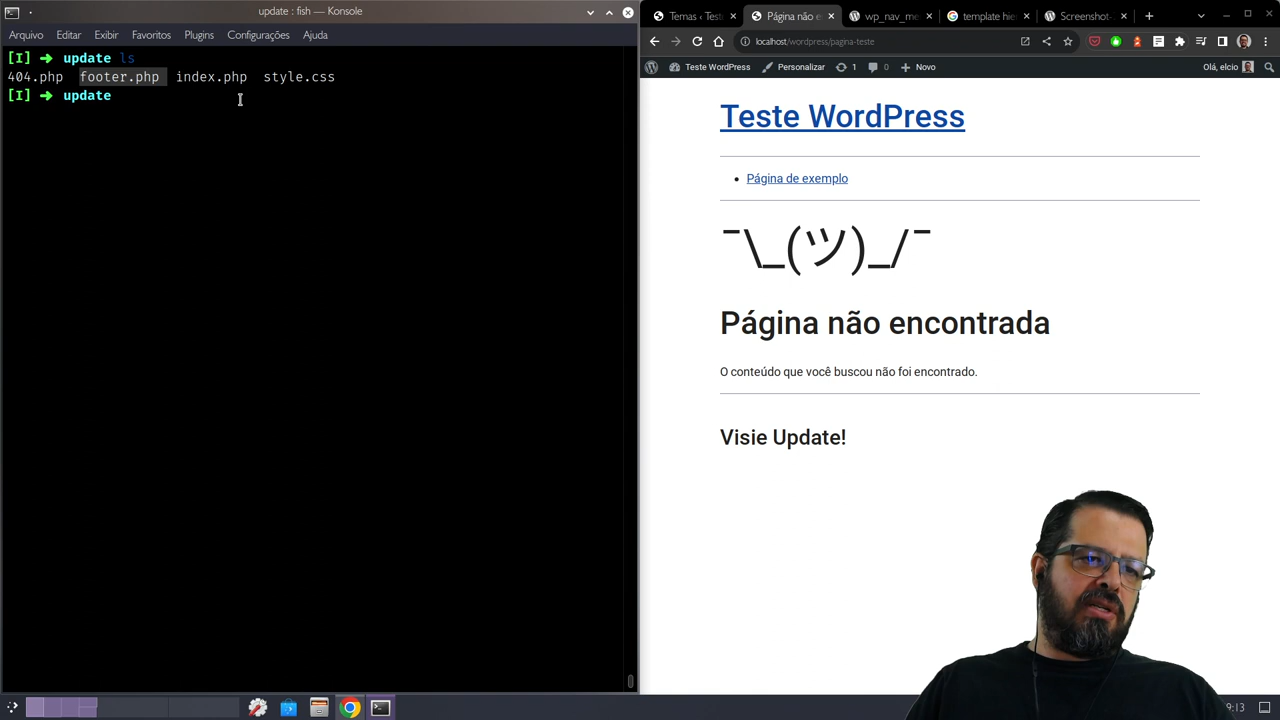 update : fish — Konsole
Arquivo Editar Exibir Favoritos Plugins Configurações Ajuda
[I] ➜ update ls
404.php footer.php index.php style.css
[I] ➜ update
Temas ‹ Teste
Página não e
wp_nav_me
template hie
Screenshot-
localhost/wordpress/pagina-teste
Teste WordPress Personalizar 1 0 Novo Olá, elcio
Teste WordPress
Página de exemplo
¯\_(ツ)_/¯
Página não encontrada
O conteúdo que você buscou não foi encontrado.
Visie Update!
9:13